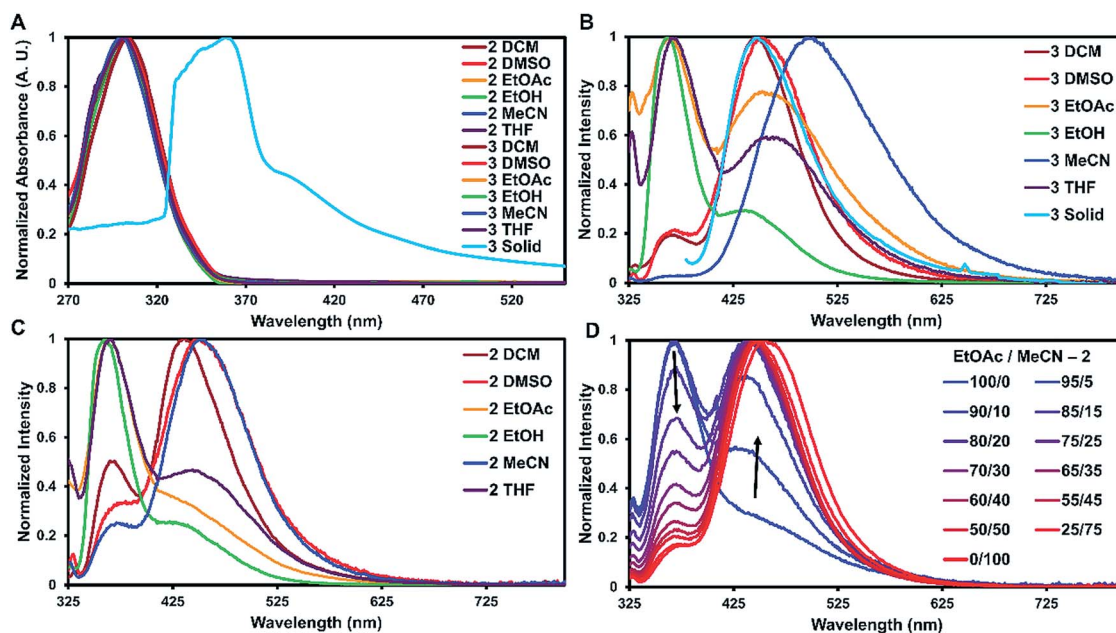 A
Normalized Absorbance (A. U.)
1
0.8
0.6
0.4
0.2
0
270
320
370
420
470
520
Wavelength (nm)
2 DCM
2 DMSO
2 EtOAc
2 EtOH
2 MeCN
2 THF
3 DCM
3 DMSO
3 EtOAc
3 EtOH
3 MeCN
3 THF
3 Solid
B
Normalized Intensity
1
0.8
0.6
0.4
0.2
0
325
425
525
625
725
Wavelength (nm)
3 DCM
3 DMSO
3 EtOAc
3 EtOH
3 MeCN
3 THF
3 Solid
C
Normalized Intensity
1
0.8
0.6
0.4
0.2
0
325
425
525
625
725
Wavelength (nm)
2 DCM
2 DMSO
2 EtOAc
2 EtOH
2 MeCN
2 THF
D
Normalized Intensity
1
0.8
0.6
0.4
0.2
0
325
425
525
625
725
Wavelength (nm)
EtOAc / MeCN – 2
100/0 95/5
90/10 85/15
80/20 75/25
70/30 65/35
60/40 55/45
50/50 25/75
0/100